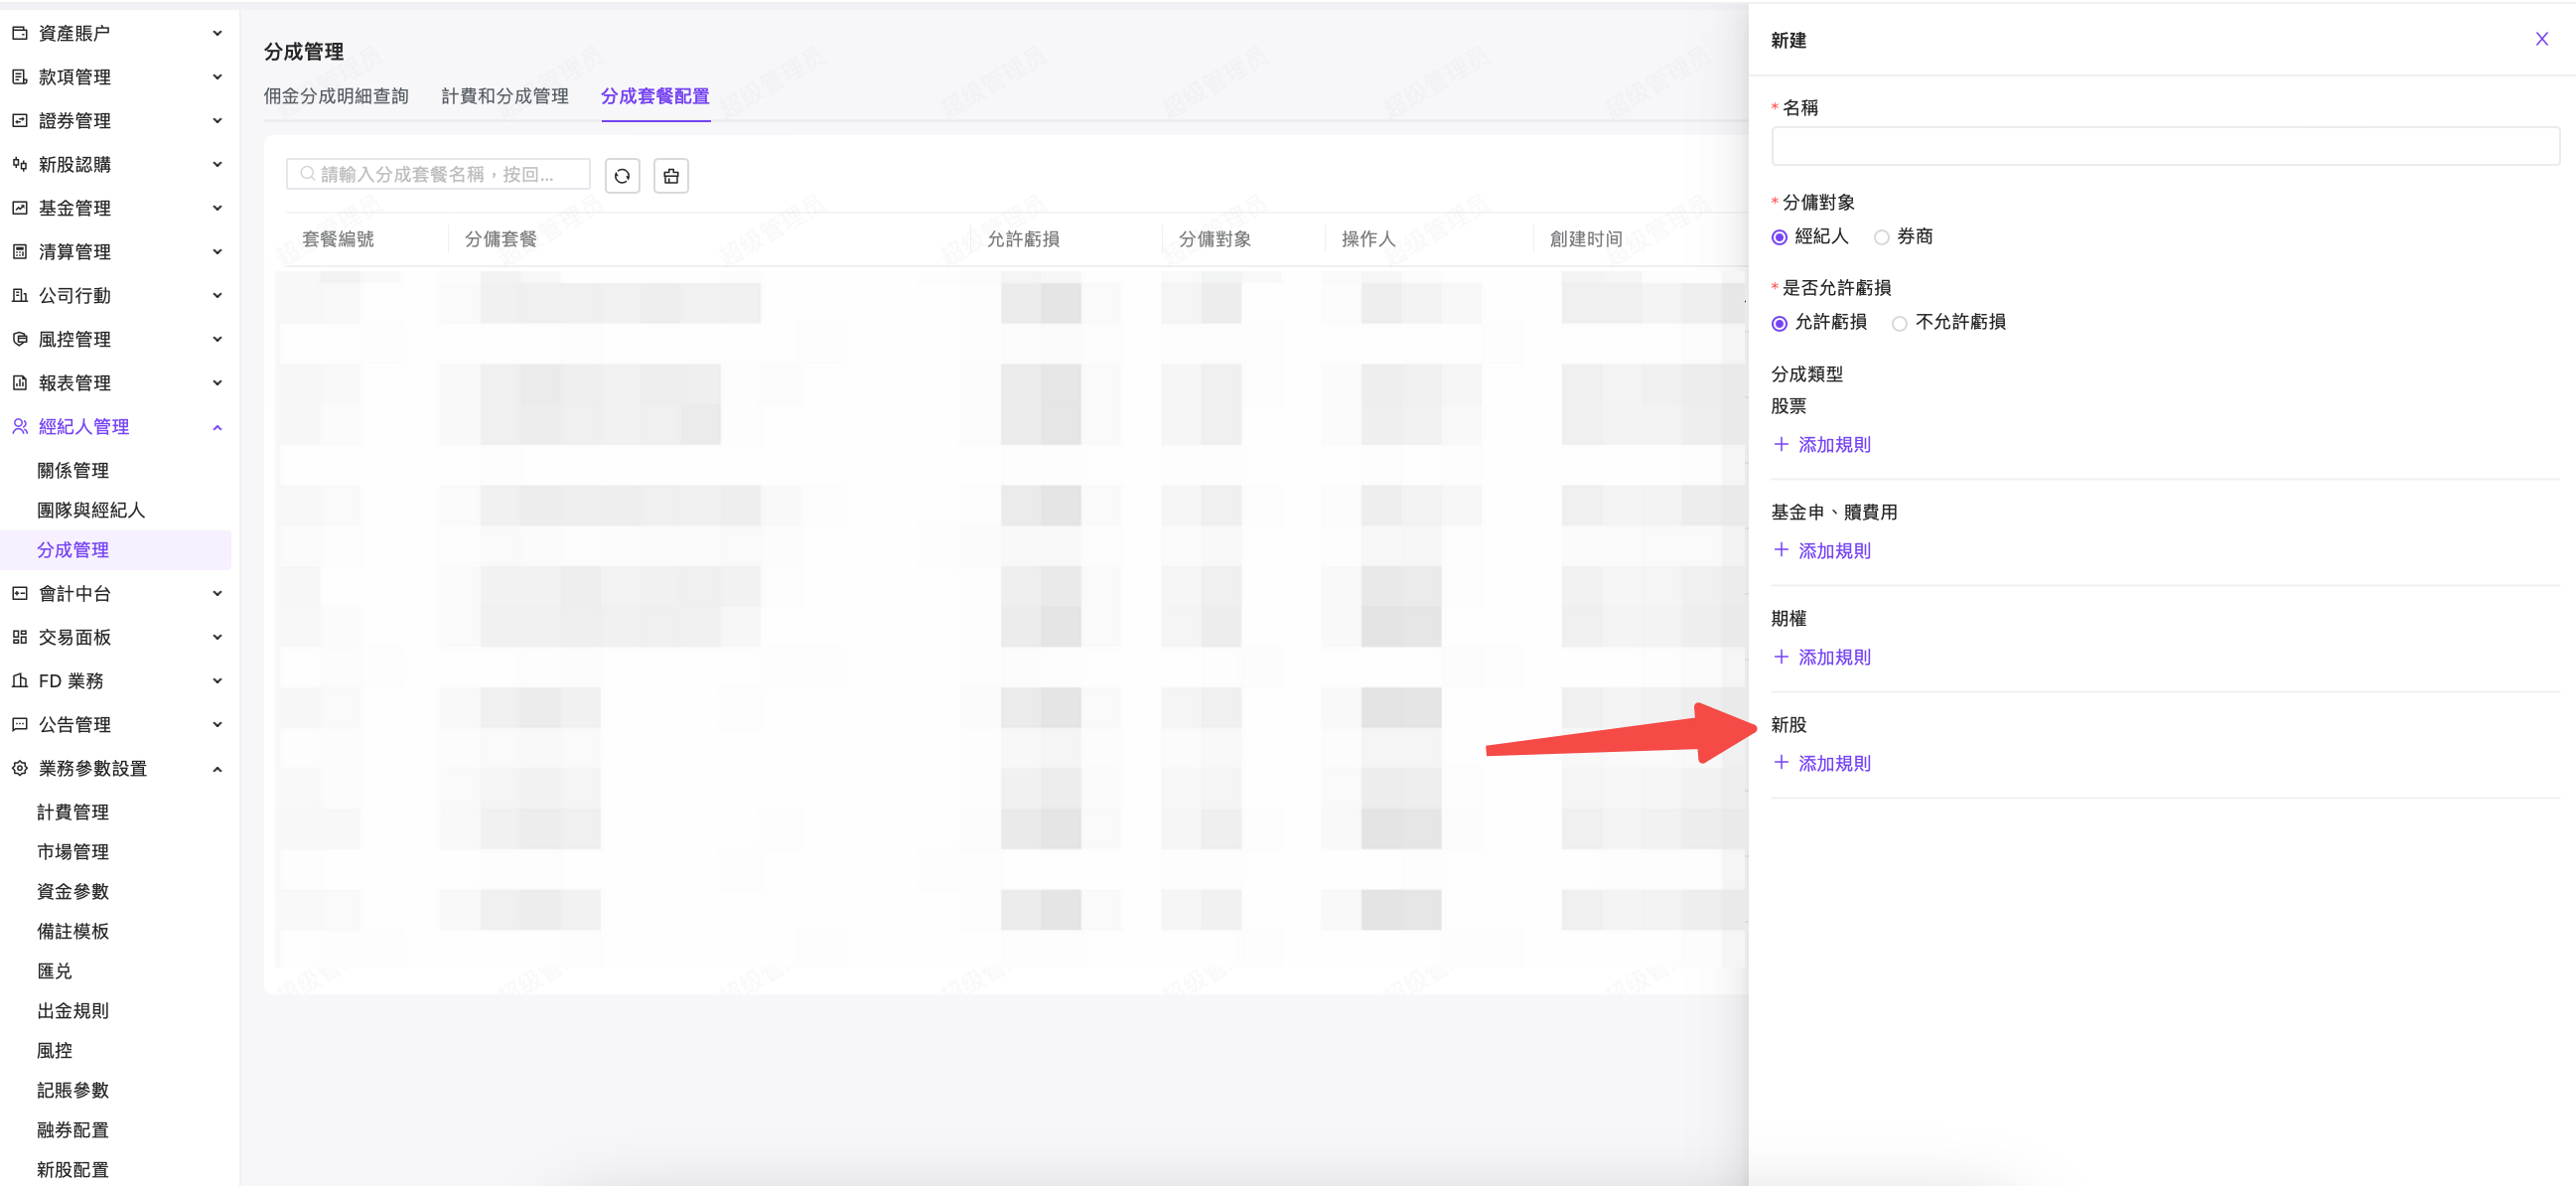 資產賬户
款項管理
證券管理
新股認購
基金管理
清算管理
公司行動
風控管理
報表管理
經紀人管理
關係管理
團隊與經紀人
分成管理
會計中台
交易面板
FD 業務
公告管理
業務參數設置
計費管理
市場管理
資金參數
備註模板
匯兑
出金規則
風控
記賬參數
融券配置
新股配置
分成管理
佣金分成明細查詢 計費和分成管理 分成套餐配置
請輸入分成套餐名稱，按回...
套餐編號 分傭套餐 允許虧損 分傭對象 操作人 創建时间
超级管理员
新建
* 名稱
* 分傭對象
經紀人 券商
* 是否允許虧損
允許虧損 不允許虧損
分成類型
股票
+ 添加規則
基金申、贖費用
+ 添加規則
期權
+ 添加規則
新股
+ 添加規則